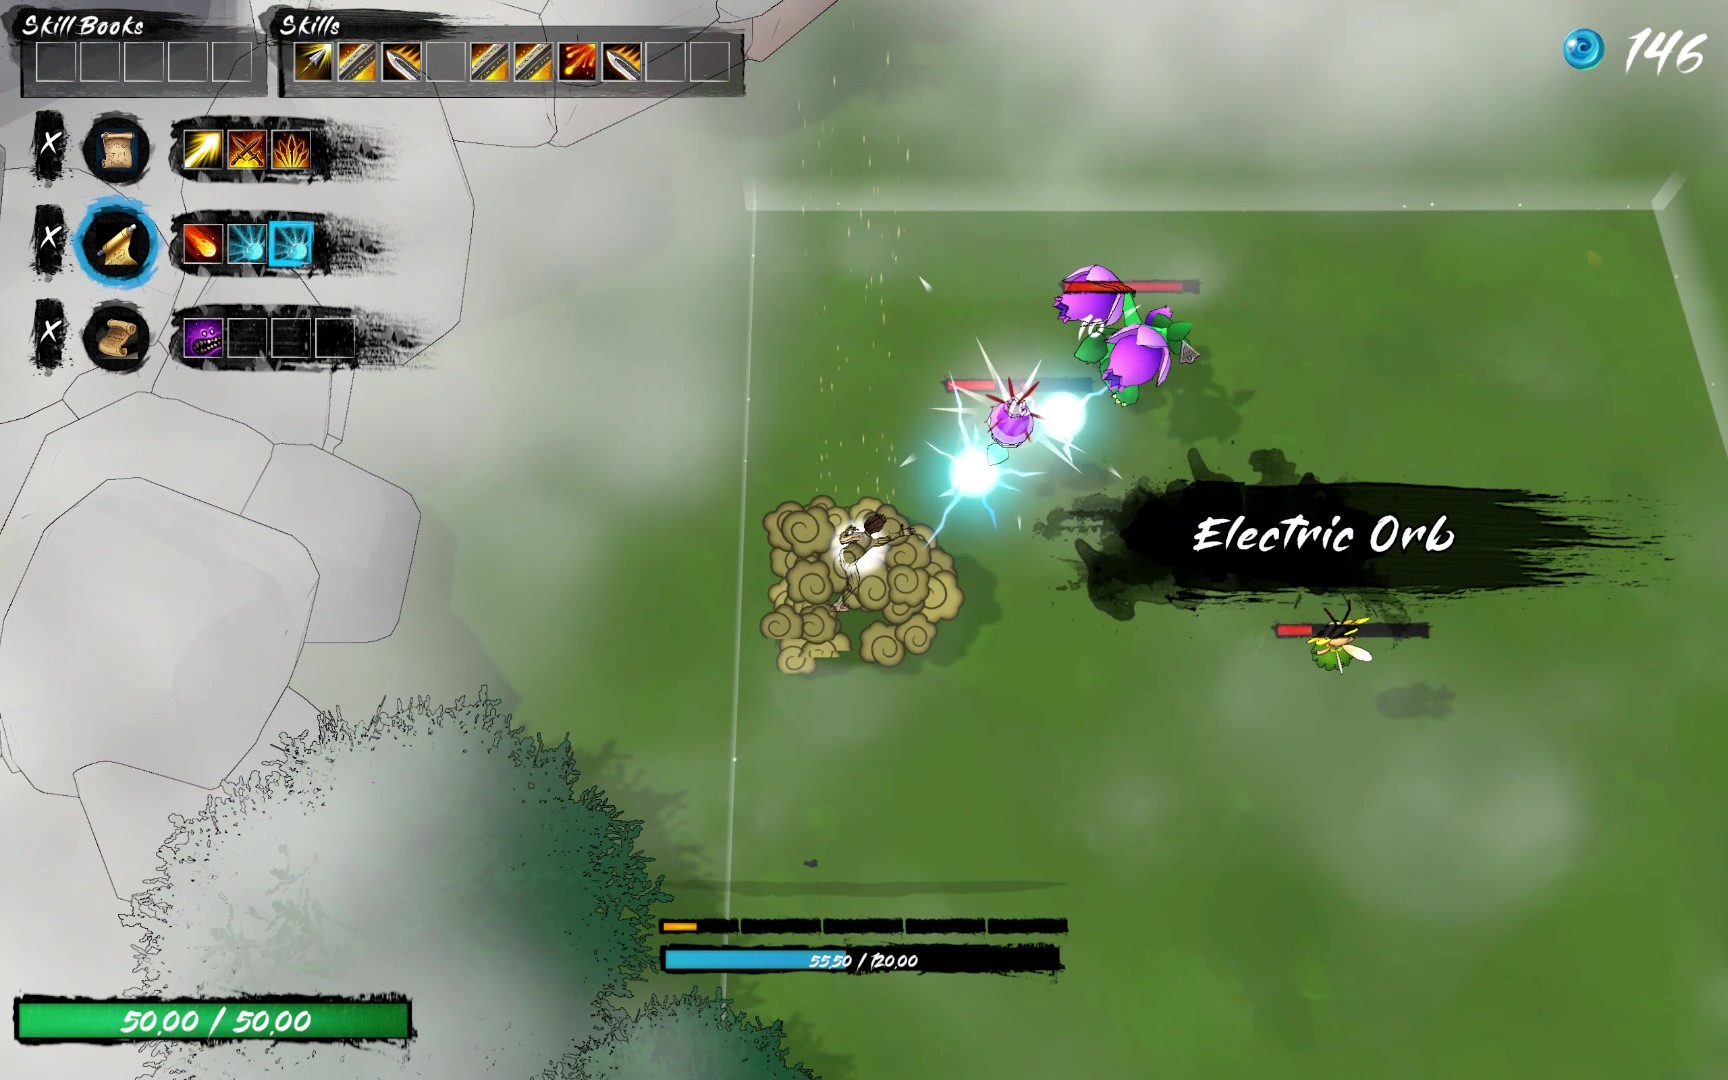 Skill Books
Skills
146
X
X
X
10
Electric Orb
55,50 / 120,00
50,00 / 50,00